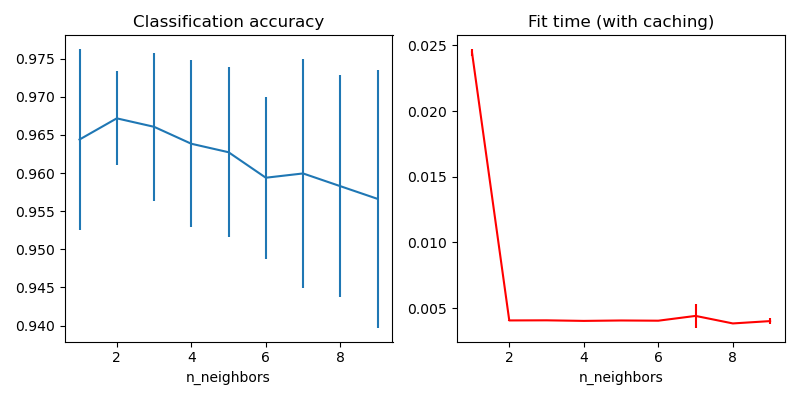 Classification accuracy
0.975
0.970
0.965
0.960
0.955
0.950
0.945
0.940
2 4 6 8
n_neighbors
Fit time (with caching)
0.025
0.020
0.015
0.010
0.005
2 4 6 8
n_neighbors